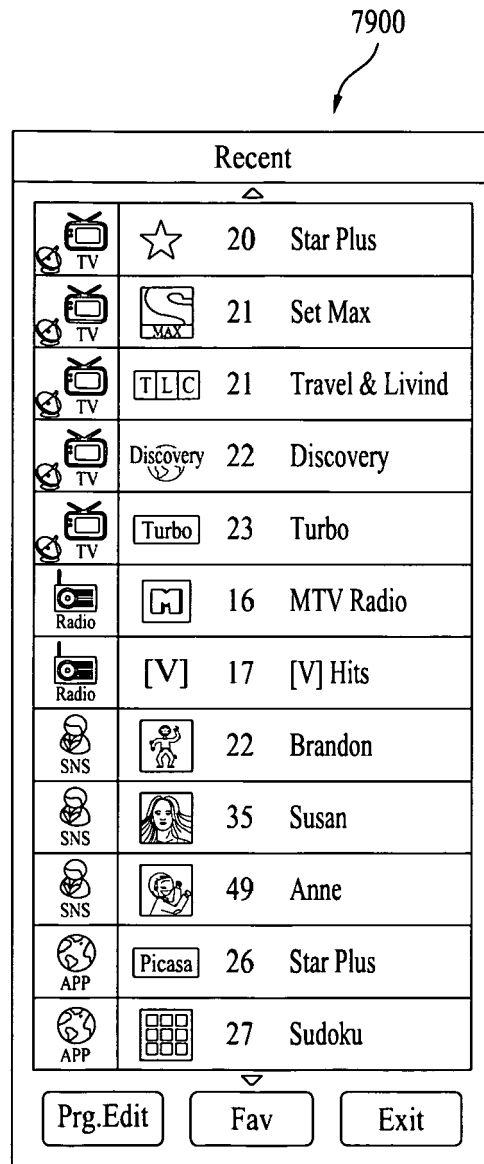 7900
Recent
TV 20 Star Plus
TV MAX 21 Set Max
TV TLC 21 Travel & Livind
TV Discovery 22 Discovery
TV Turbo 23 Turbo
Radio M 16 MTV Radio
Radio [V] 17 [V] Hits
SNS 22 Brandon
SNS 35 Susan
SNS 49 Anne
APP Picasa 26 Star Plus
APP 27 Sudoku
Prg.Edit Fav Exit